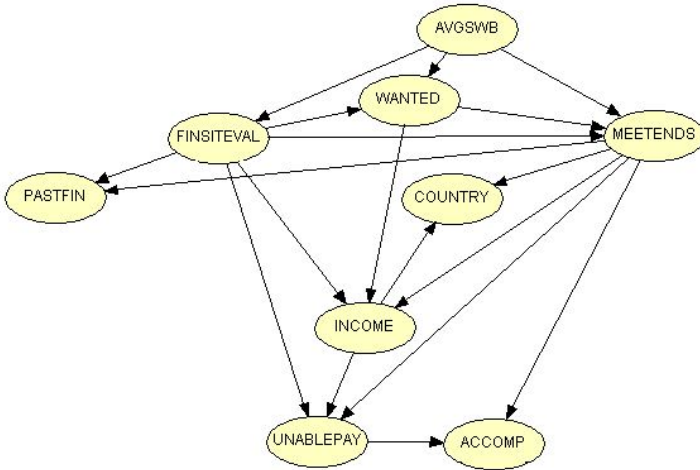 AVGSWB
WANTED
FINSITEVAL
MEETENDS
PASTFIN
COUNTRY
INCOME
UNABLEPAY
ACCOMP